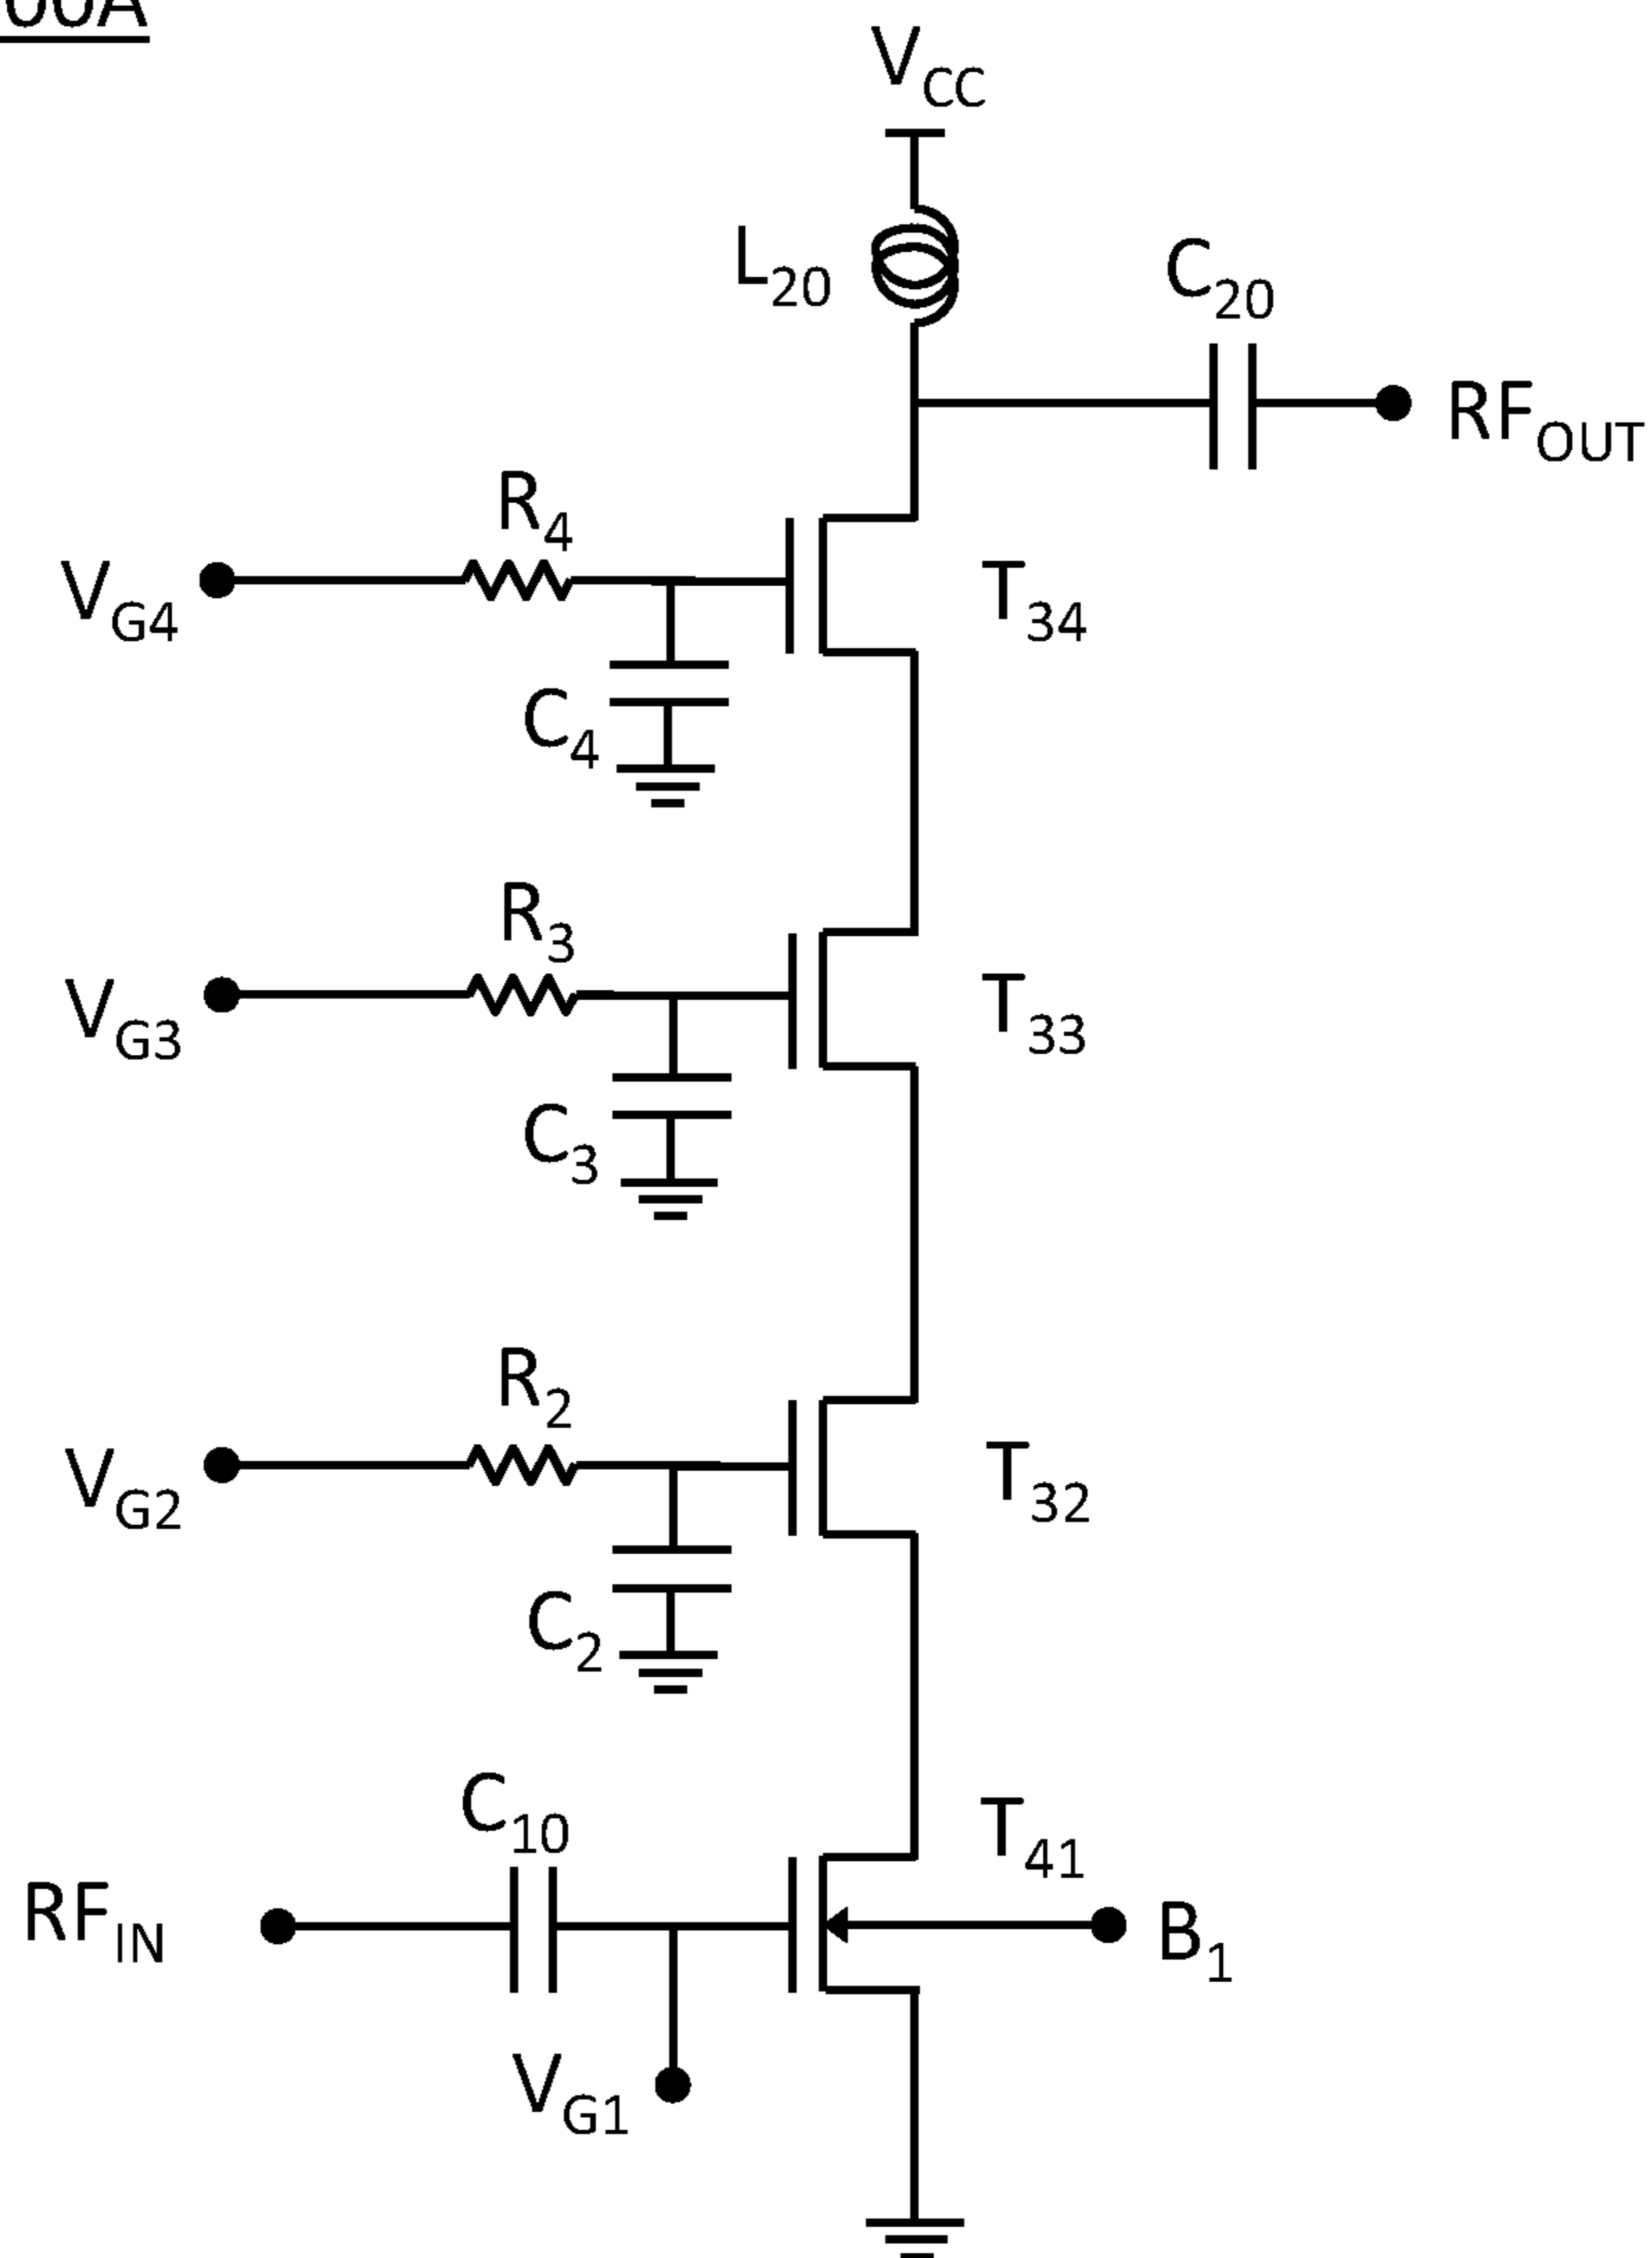 V_CC
L_20
C_20
RF_OUT
R_4
V_G4
T_34
C_4
R_3
V_G3
T_33
C_3
R_2
V_G2
T_32
C_2
C_10
T_41
RF_IN
B_1
V_G1